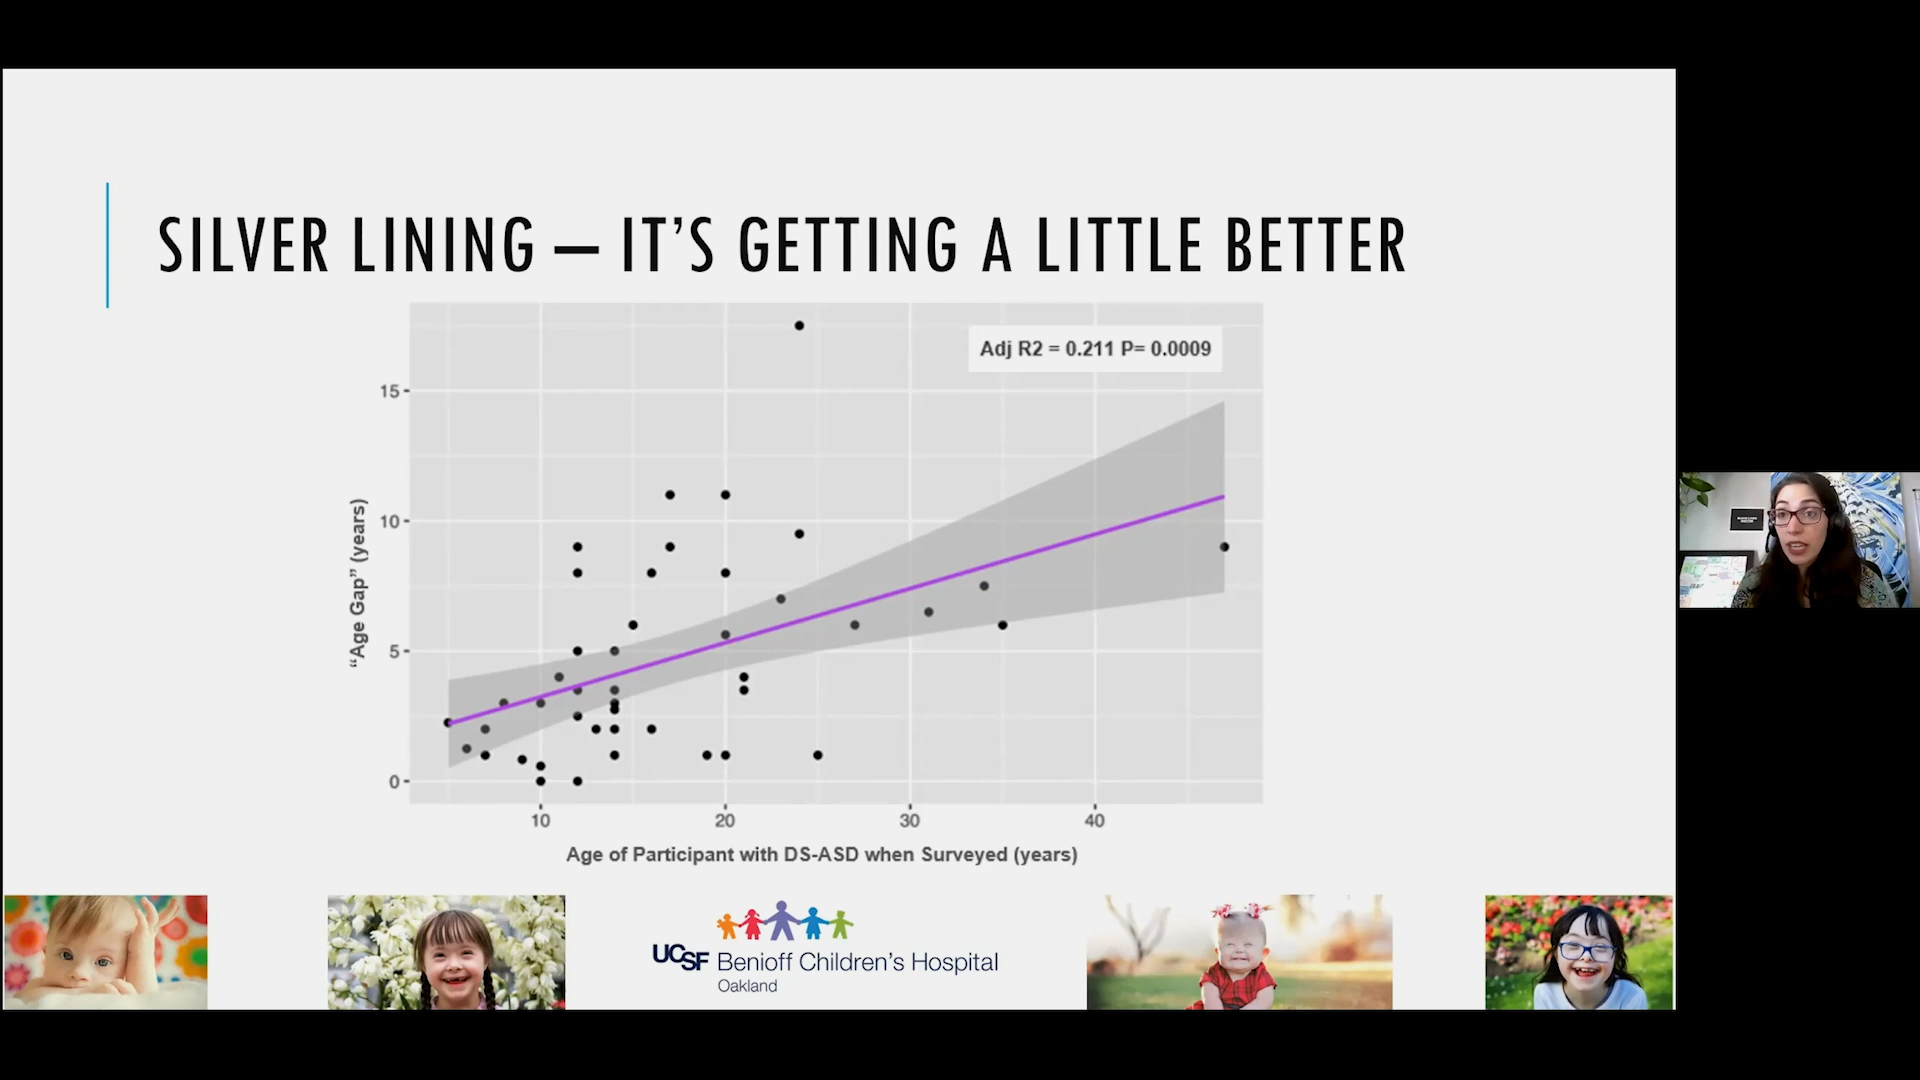 SILVER LINING – IT'S GETTING A LITTLE BETTER
Adj R2 = 0.211 P= 0.0009
15
10
5
0
"Age Gap" (years)
10 20 30 40
Age of Participant with DS-ASD when Surveyed (years)
UCSF Benioff Children's Hospital
Oakland